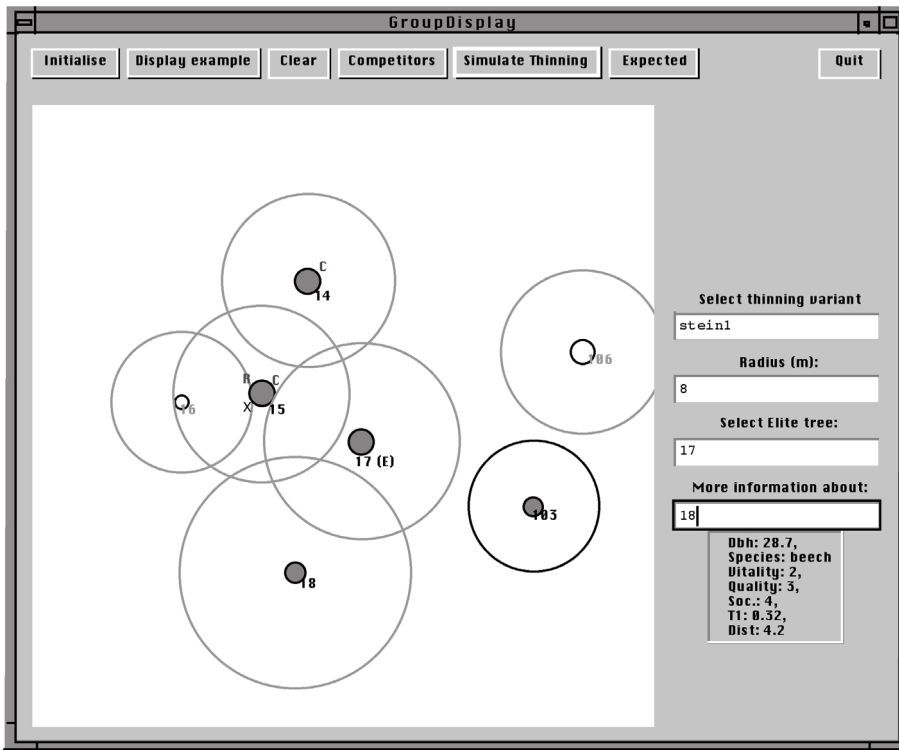 GroupDisplay
Initialise
Display example
Clear
Competitors
Simulate Thinning
Expected
Quit
C
14
106
R C
16
X 15
17 (E)
103
18
Select thinning variant
stein1
Radius (m):
8
Select Elite tree:
17
More information about:
18
Dbh: 28.7,
Species: beech
Vitality: 2,
Quality: 3,
Soc.: 4,
T1: 0.32,
Dist: 4.2